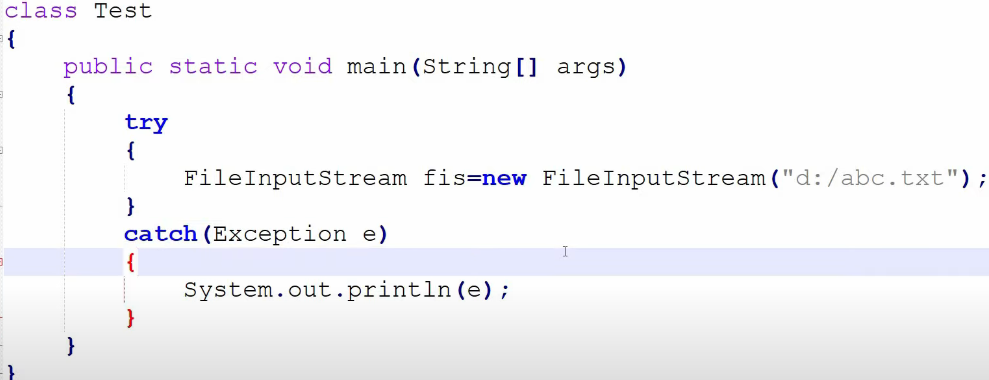 class Test
{
public static void main(String[] args)
{
try
{
FileInputStream fis=new FileInputStream("d:/abc.txt");
}
catch(Exception e)
{
System.out.println(e);
}
}
}